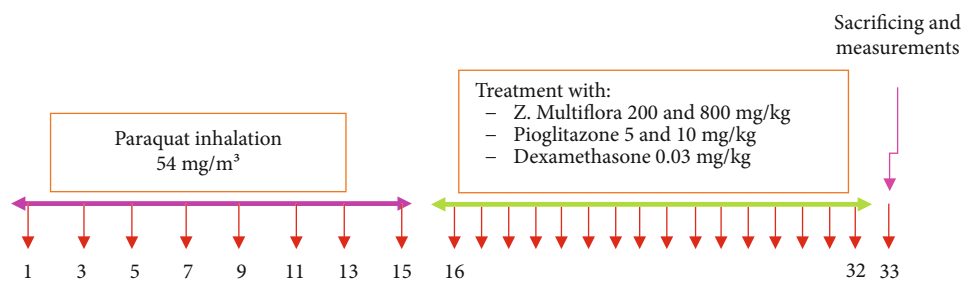 Sacrificing and
measurements
Paraquat inhalation
54 mg/m³
Treatment with:
– Z. Multiflora 200 and 800 mg/kg
– Pioglitazone 5 and 10 mg/kg
– Dexamethasone 0.03 mg/kg
1 3 5 7 9 11 13 15 16 32 33